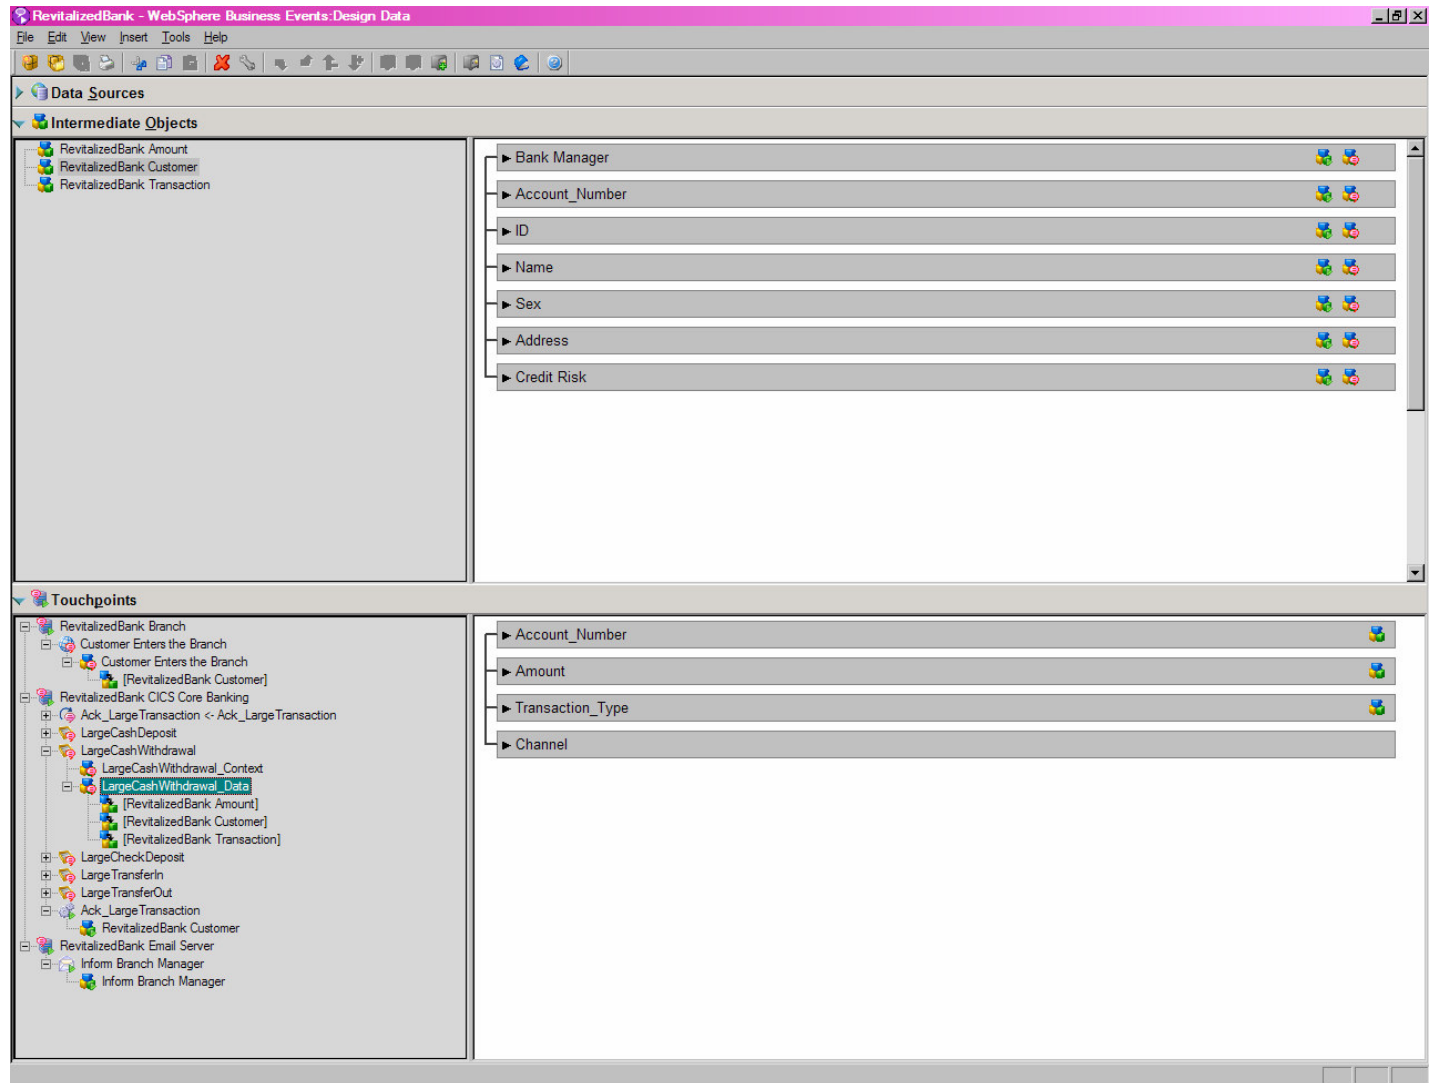 RevitalizedBank - WebSphere Business Events:Design Data
File Edit View Insert Tools Help
Data Sources
Intermediate Objects
RevitalizedBank Amount
RevitalizedBank Customer
RevitalizedBank Transaction
Bank Manager
Account_Number
ID
Name
Sex
Address
Credit Risk
Touchpoints
RevitalizedBank Branch
Customer Enters the Branch
Customer Enters the Branch
[RevitalizedBank Customer]
RevitalizedBank CICS Core Banking
Ack_LargeTransaction <- Ack_LargeTransaction
LargeCashDeposit
LargeCashWithdrawal
LargeCashWithdrawal_Context
LargeCashWithdrawal_Data
[RevitalizedBank Amount]
[RevitalizedBank Customer]
[RevitalizedBank Transaction]
LargeCheckDeposit
LargeTransferIn
LargeTransferOut
Ack_LargeTransaction
RevitalizedBank Customer
RevitalizedBank Email Server
Inform Branch Manager
Inform Branch Manager
Account_Number
Amount
Transaction_Type
Channel